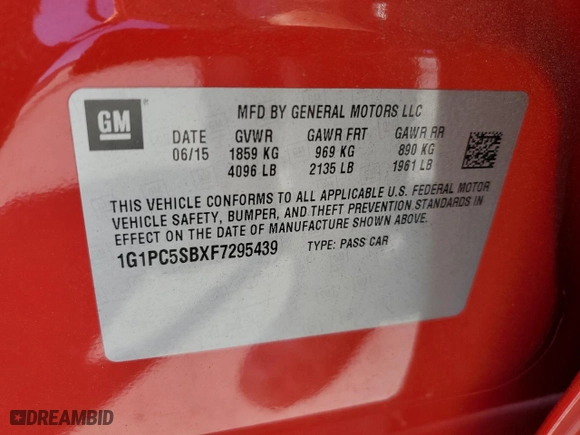 GM
MFD BY GENERAL MOTORS LLC
DATE GVWR GAWR FRT GAWR RR
06/15 1859 KG 969 KG 890 KG
4096 LB 2135 LB 1961 LB
THIS VEHICLE CONFORMS TO ALL APPLICABLE U.S. FEDERAL MOTOR
VEHICLE SAFETY, BUMPER, AND THEFT PREVENTION STANDARDS IN
EFFECT ON THE DATE OF MANUFACTURE SHOWN ABOVE.
1G1PC5SBXF7295439 TYPE: PASS CAR
DREAMBID